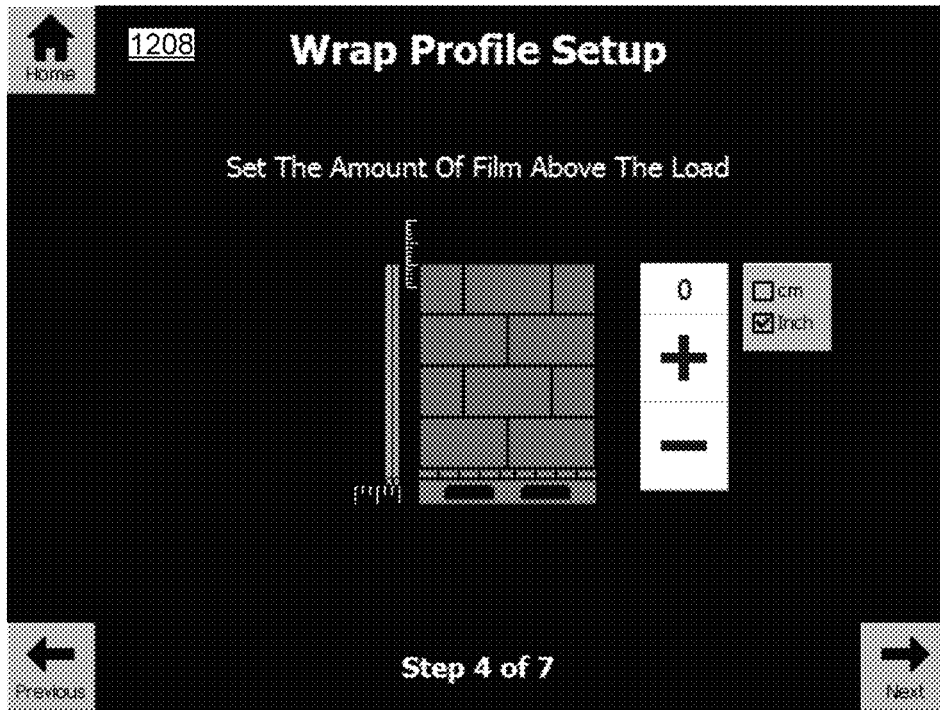 1208
Wrap Profile Setup
Home
Set The Amount Of Film Above The Load
0
cm
Inch
+
−
Step 4 of 7
Previous
Next